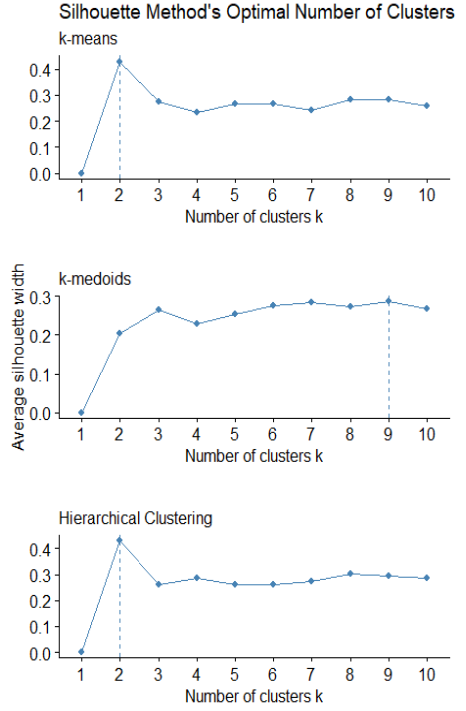 Silhouette Method's Optimal Number of Clusters
k-means
0.4
0.3
0.2
0.1
0.0
1 2 3 4 5 6 7 8 9 10
Number of clusters k
Average silhouette width
k-medoids
0.3
0.2
0.1
0.0
1 2 3 4 5 6 7 8 9 10
Number of clusters k
Hierarchical Clustering
0.4
0.3
0.2
0.1
0.0
1 2 3 4 5 6 7 8 9 10
Number of clusters k